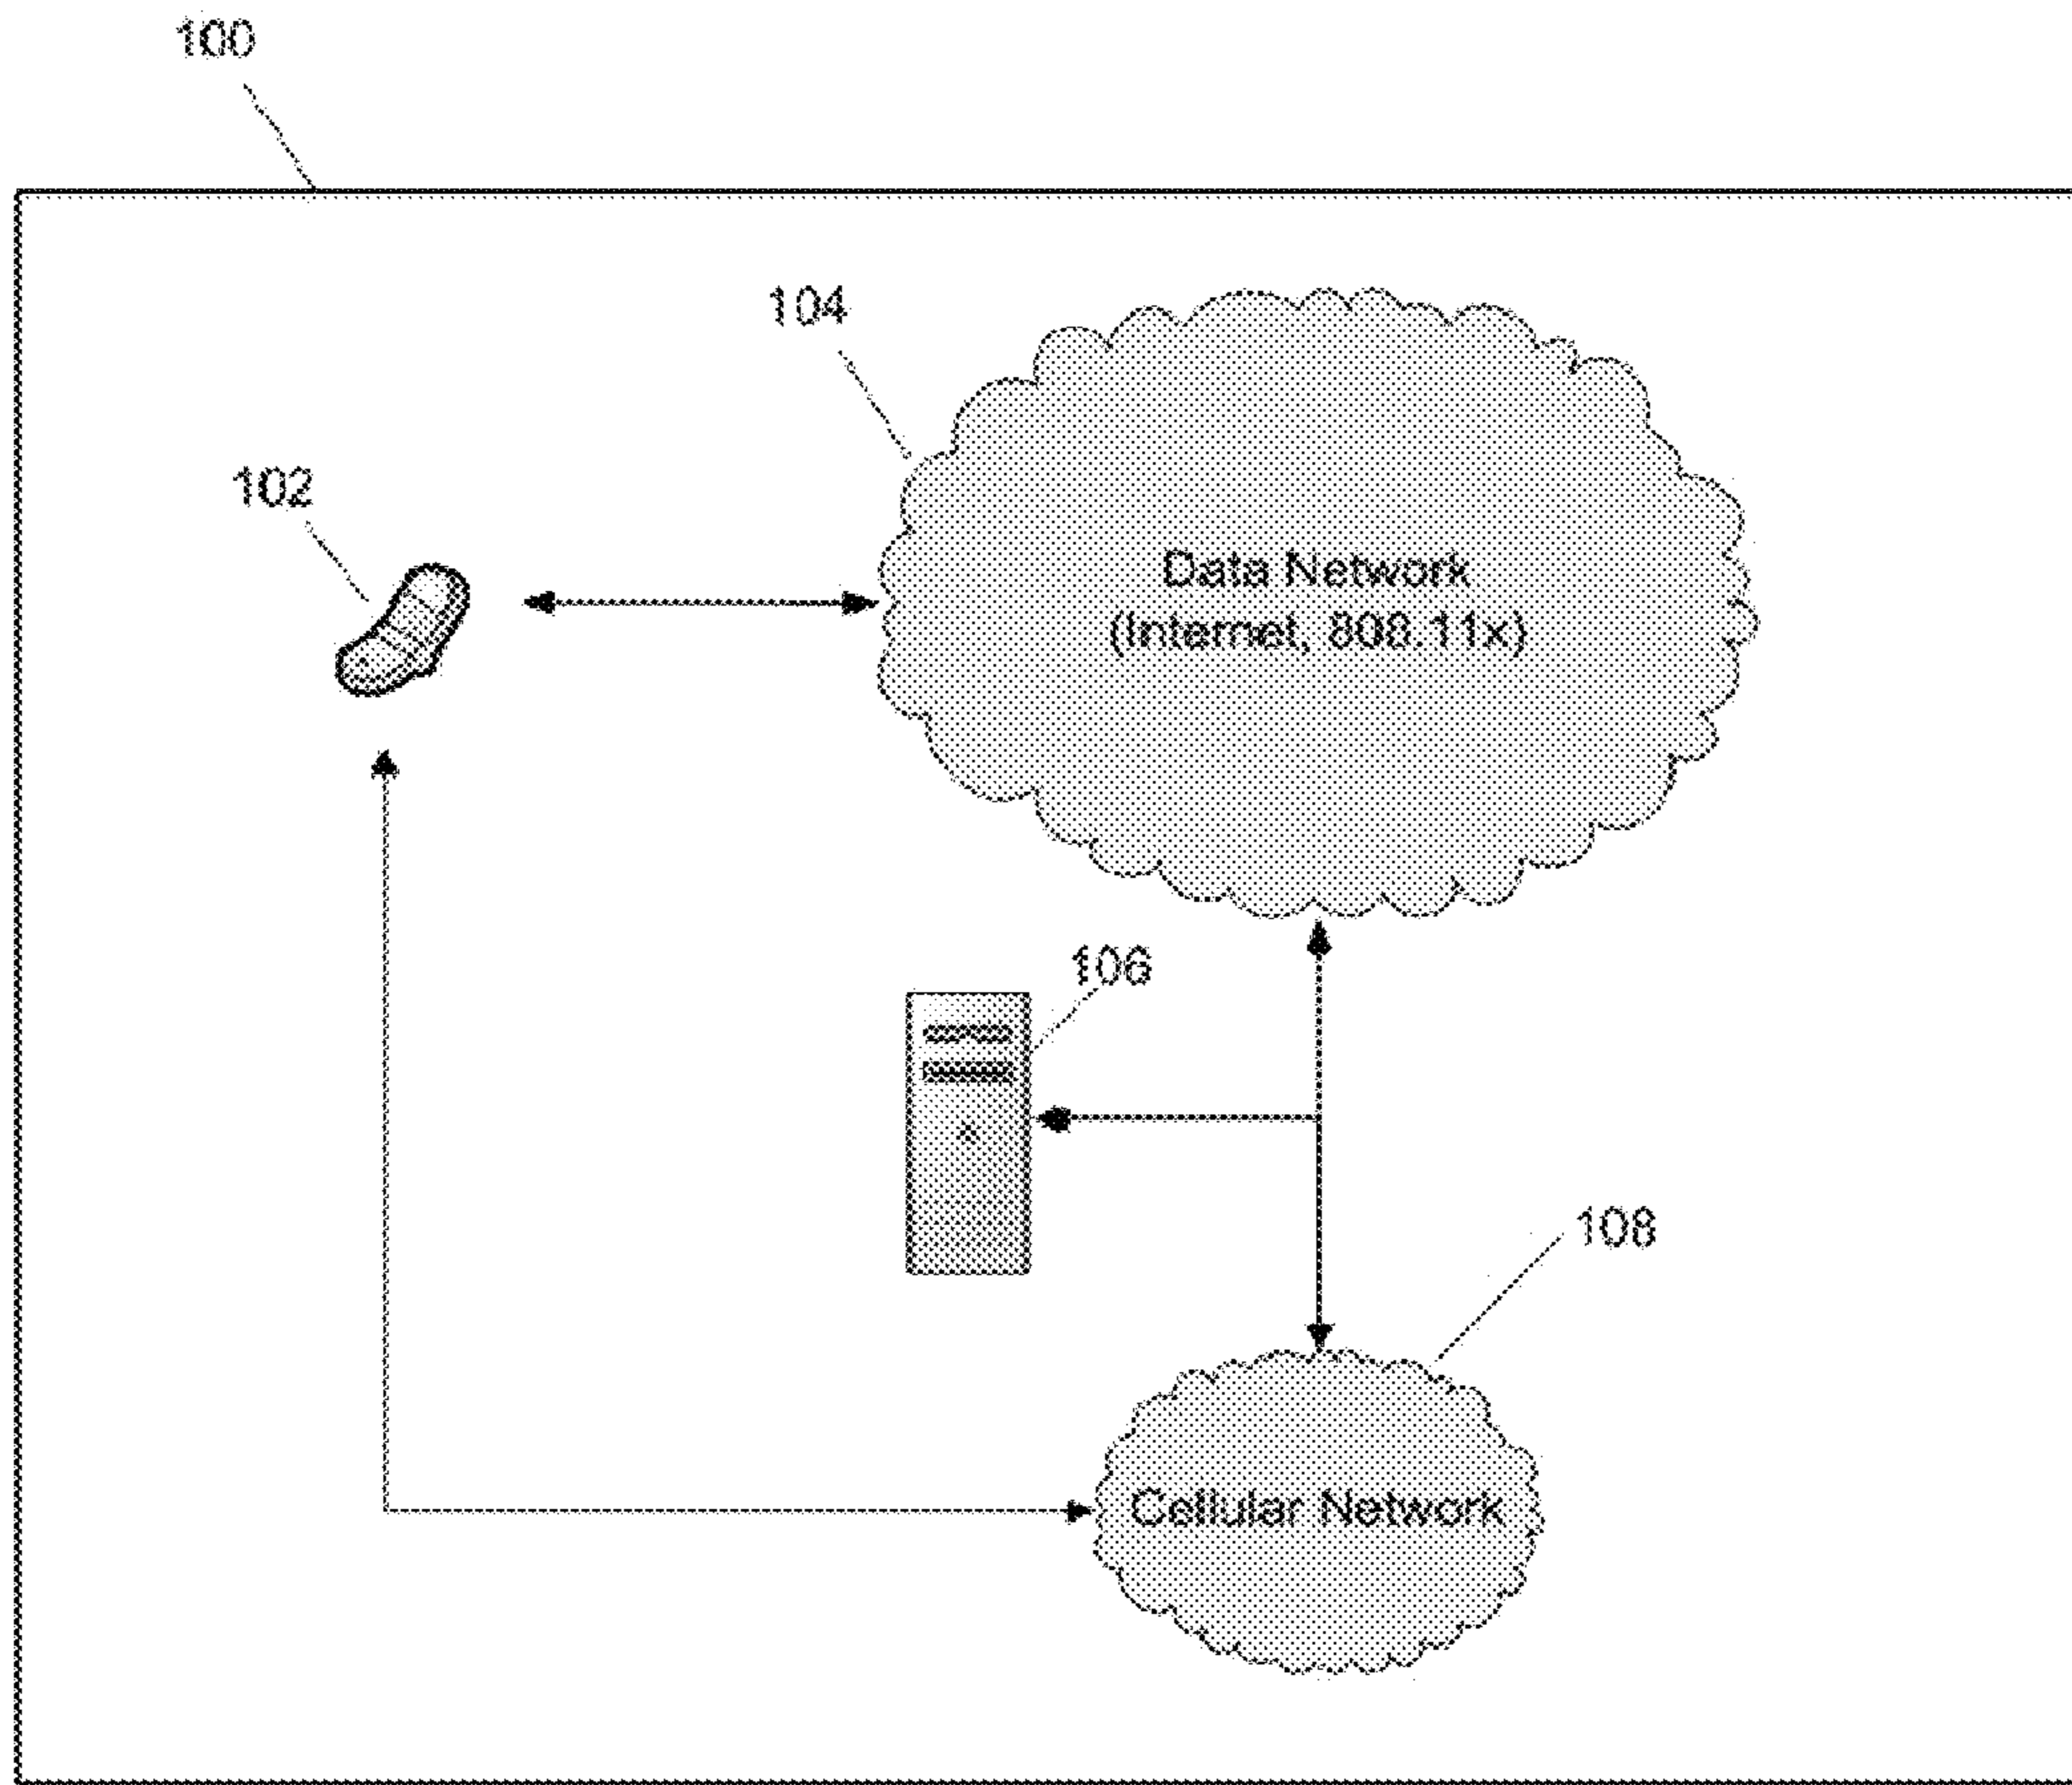 100
104
102
Data Network
(Internet, 808.11x)
106
108
Cellular Network